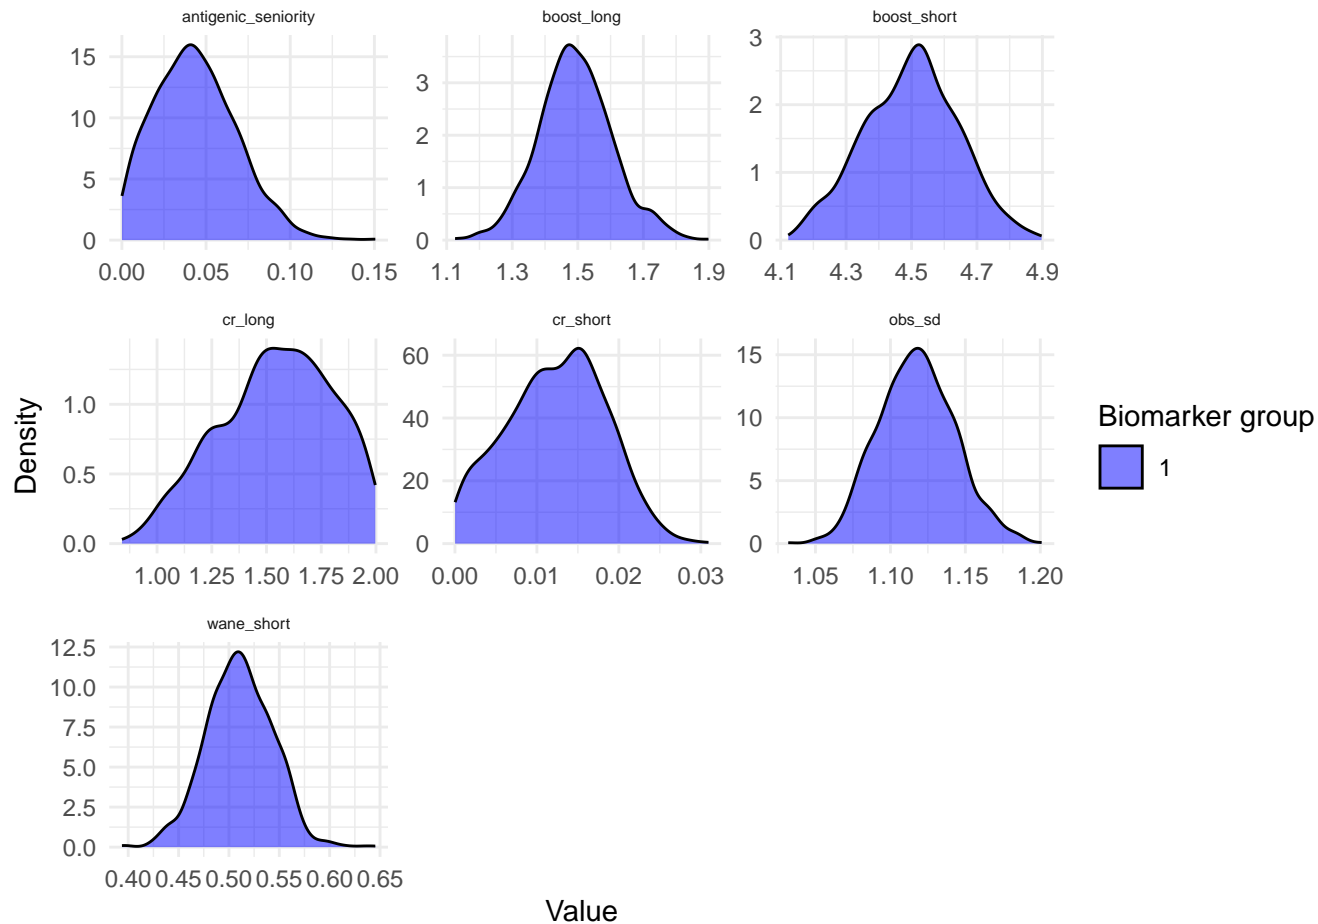 antigenic_seniority
boost_long
boost_short
15
10
5
0
0.00 0.05 0.10 0.15
3
2
1
0
1.1 1.3 1.5 1.7 1.9
3
2
1
0
4.1 4.3 4.5 4.7 4.9
cr_long
cr_short
obs_sd
1.0
0.5
0.0
1.00 1.25 1.50 1.75 2.00
60
40
20
0
0.00 0.01 0.02 0.03
15
10
5
0
1.05 1.10 1.15 1.20
wane_short
12.5
10.0
7.5
5.0
2.5
0.0
0.40 0.45 0.50 0.55 0.60 0.65
Density
Value
Biomarker group
1